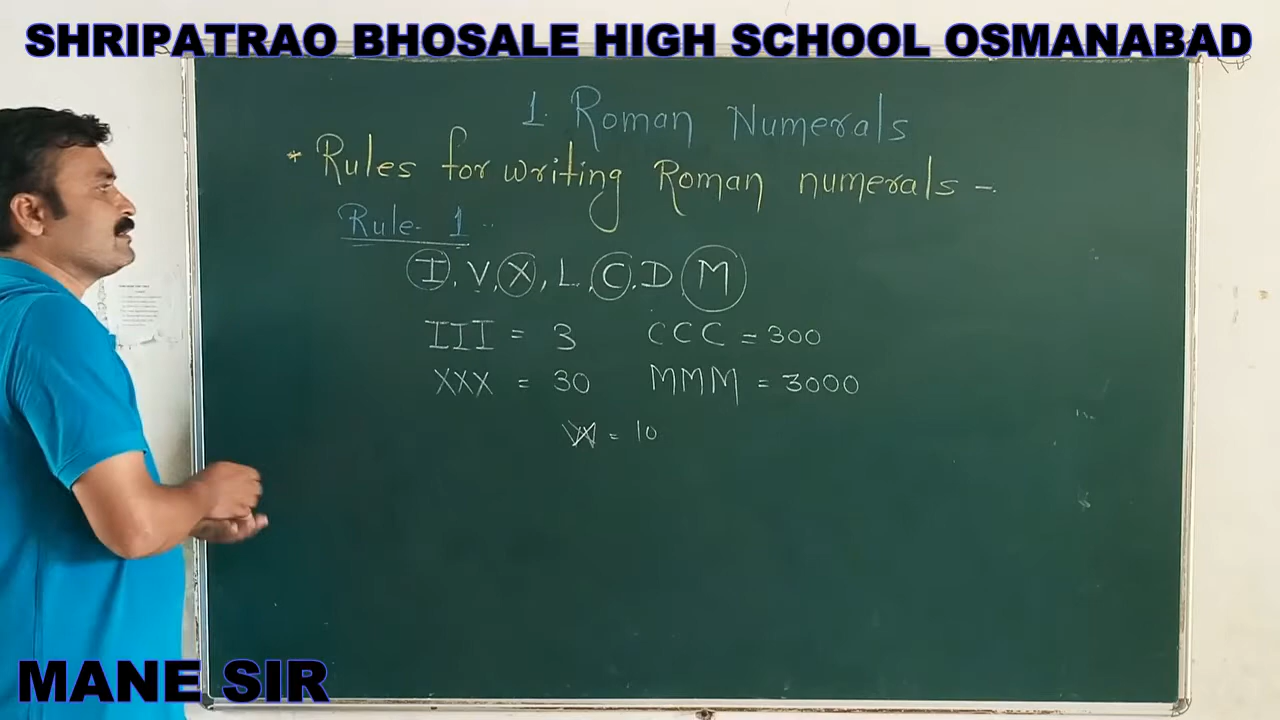 SHRIPATRAO BHOSALE HIGH SCHOOL OSMANABAD
1. Roman Numerals
* Rules for writing Roman numerals -
Rule- 1 -
I, V, X, L, C, D, M
III = 3 CCC = 300
XXX = 30 MMM = 3000
VV = 10
MANE SIR